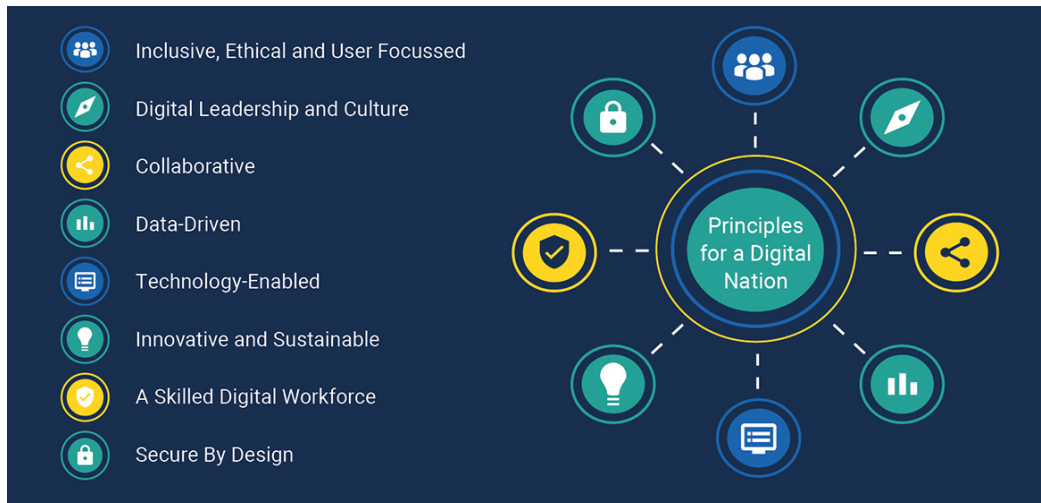 Inclusive, Ethical and User Focussed
Digital Leadership and Culture
Collaborative
Data-Driven
Technology-Enabled
Innovative and Sustainable
A Skilled Digital Workforce
Secure By Design
Principles
for a Digital
Nation